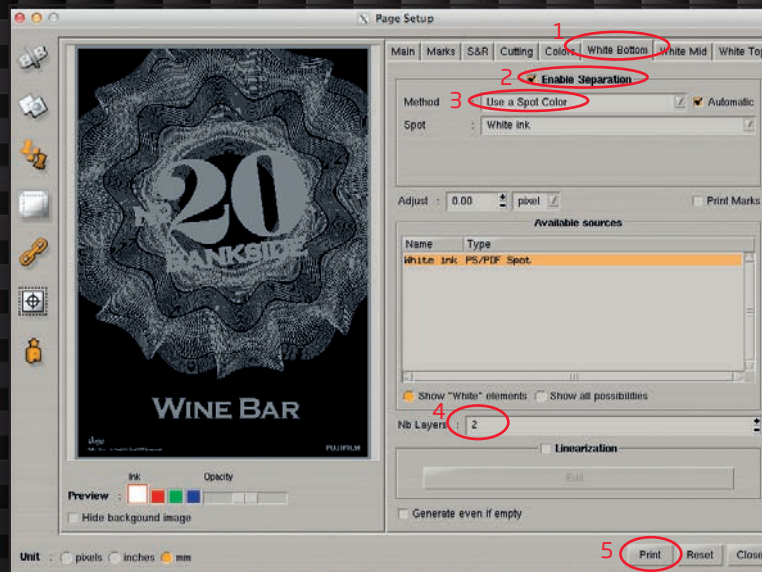 Page Setup
1
Main Marks S&R Cutting Colors White Bottom White Mid White Top
2 Enable Separation
Method : Use a Spot Color Automatic
3
Spot : White ink
Adjust : 0.00 pixel Print Marks
Available sources
Name Type
White ink PS/PDF Spot
Show "White" elements Show all possibilities
4
Nb Layers : 2
Linearization
Edit
Generate even if empty
No 20
BANKSIDE
WINE BAR
FUJIFILM
Ink Opacity
Preview :
Hide backgound image
Unit : pixels inches mm
5 Print Reset Close